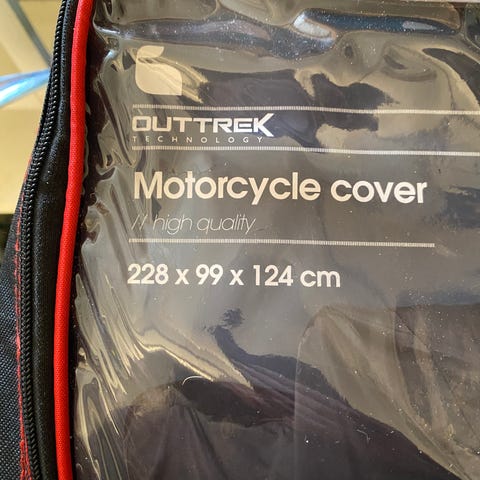 OUTTREK
TECHNOLOGY
Motorcycle cover
// high quality
228 x 99 x 124 cm